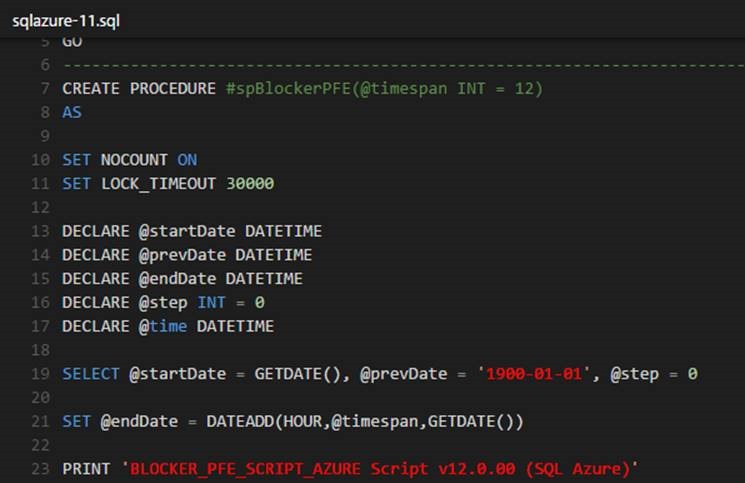 sqlazure-11.sql
5 GO
6 ------------------------------------------------------------------------
7 CREATE PROCEDURE #spBlockerPFE(@timespan INT = 12)
8 AS
9
10 SET NOCOUNT ON
11 SET LOCK_TIMEOUT 30000
12
13 DECLARE @startDate DATETIME
14 DECLARE @prevDate DATETIME
15 DECLARE @endDate DATETIME
16 DECLARE @step INT = 0
17 DECLARE @time DATETIME
18
19 SELECT @startDate = GETDATE(), @prevDate = '1900-01-01', @step = 0
20
21 SET @endDate = DATEADD(HOUR,@timespan,GETDATE())
22
23 PRINT 'BLOCKER_PFE_SCRIPT_AZURE Script v12.0.00 (SQL Azure)'